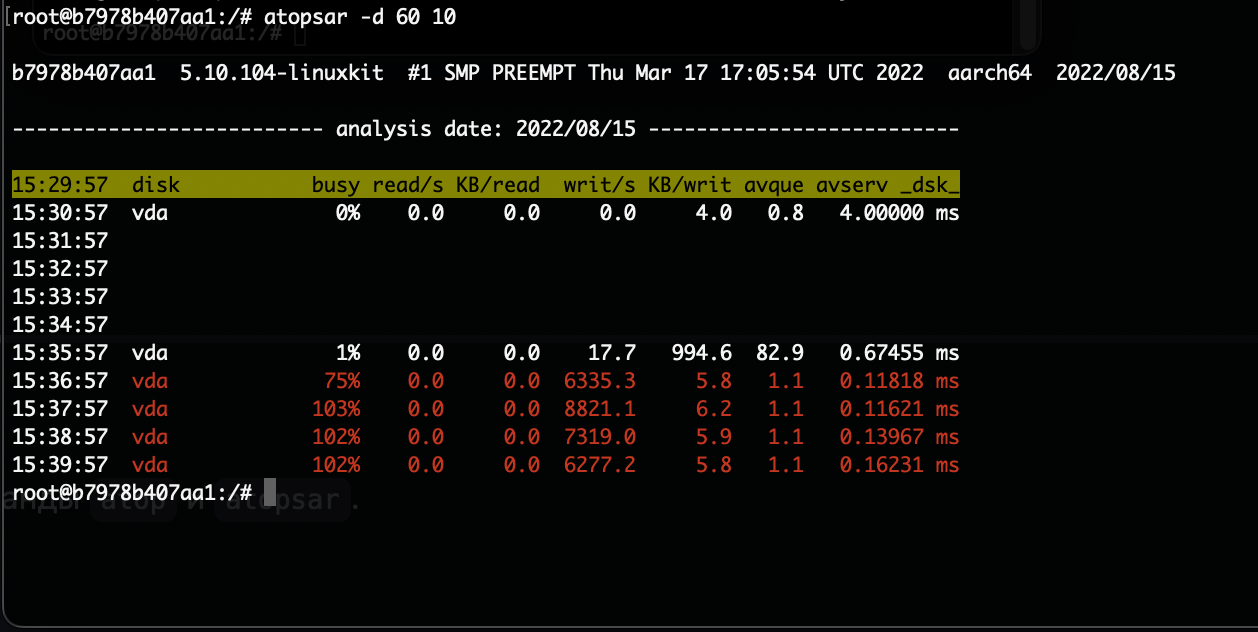 [root@b7978b407aa1:/# atopsar -d 60 10
root@b7978b407aa1:/#
b7978b407aa1  5.10.104-linuxkit  #1 SMP PREEMPT Thu Mar 17 17:05:54 UTC 2022  aarch64  2022/08/15
-------------------------- analysis date: 2022/08/15 --------------------------
15:29:57  disk           busy read/s KB/read  writ/s KB/writ avque avserv _dsk_
15:30:57  vda              0%    0.0     0.0     0.0     4.0   0.8   4.00000 ms
15:31:57
15:32:57
15:33:57
15:34:57
15:35:57  vda              1%    0.0     0.0    17.7   994.6  82.9   0.67455 ms
15:36:57  vda             75%    0.0     0.0  6335.3     5.8   1.1   0.11818 ms
15:37:57  vda            103%    0.0     0.0  8821.1     6.2   1.1   0.11621 ms
15:38:57  vda            102%    0.0     0.0  7319.0     5.9   1.1   0.13967 ms
15:39:57  vda            102%    0.0     0.0  6277.2     5.8   1.1   0.16231 ms
root@b7978b407aa1:/#
анды atop и atopsar.